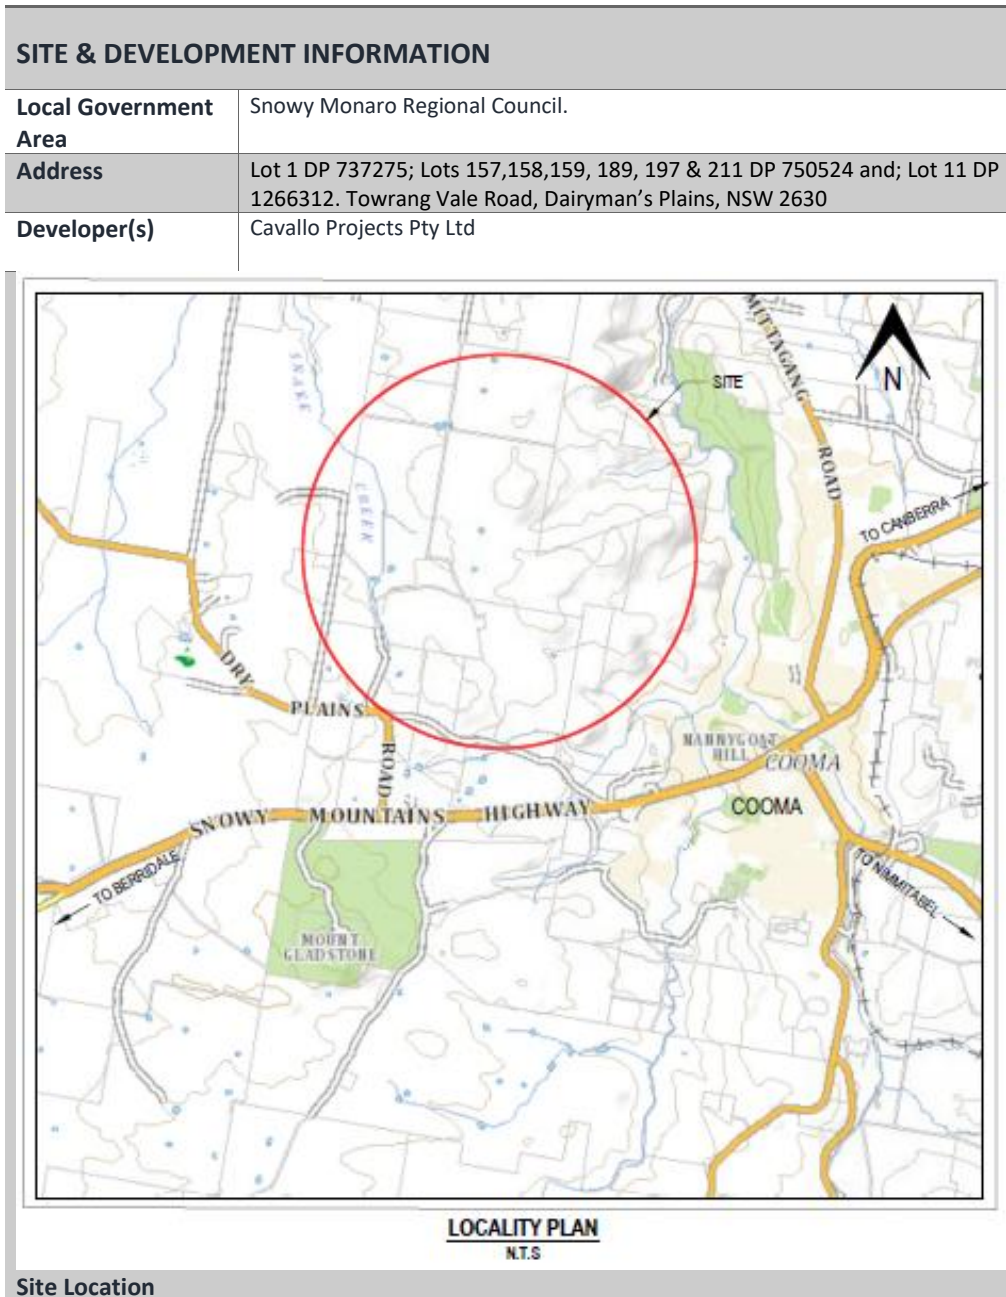 SITE & DEVELOPMENT INFORMATION
Local Government
Area
Snowy Monaro Regional Council.
Address
Lot 1 DP 737275; Lots 157,158,159, 189, 197 & 211 DP 750524 and; Lot 11 DP
1266312. Towrang Vale Road, Dairyman's Plains, NSW 2630
Developer(s)
Cavallo Projects Pty Ltd
MITTAGANG
ROAD
N
SITE
SNAKE
CREEK
TO CANBERRA
DRY
PLAINS
ROAD
NANNYGOAT
HILL
COOMA
COOMA
SNOWY MOUNTAINS HIGHWAY
TO BERRIDALE
TO NIMMITABEL
MOUNT
GLADSTONE
LOCALITY PLAN
N.T.S
Site Location